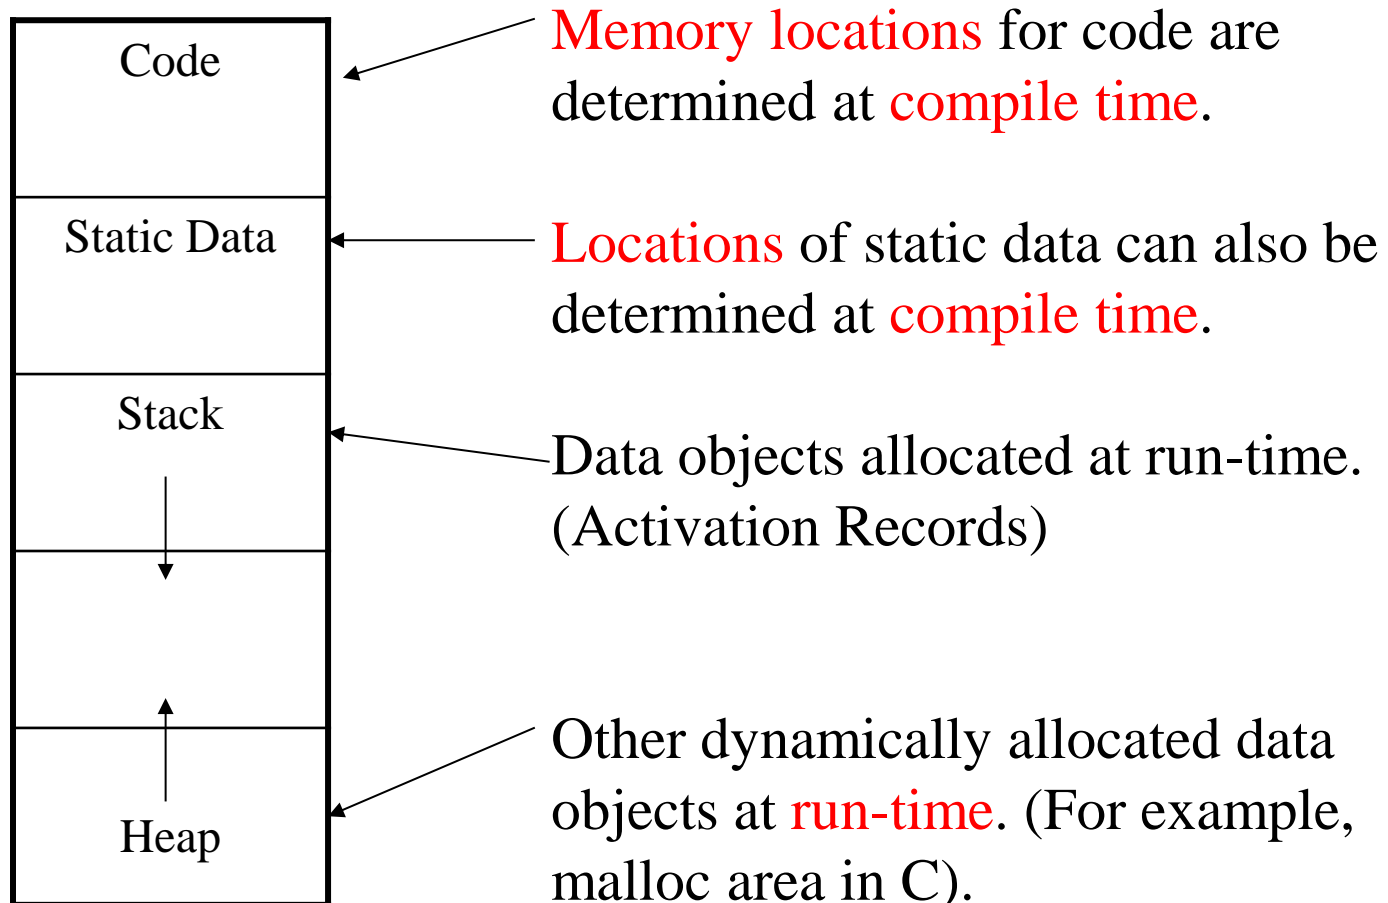 Code
Memory locations for code are
determined at compile time.
Static Data
Locations of static data can also be
determined at compile time.
Stack
Data objects allocated at run-time.
(Activation Records)
Other dynamically allocated data
objects at run-time. (For example,
malloc area in C).
Heap